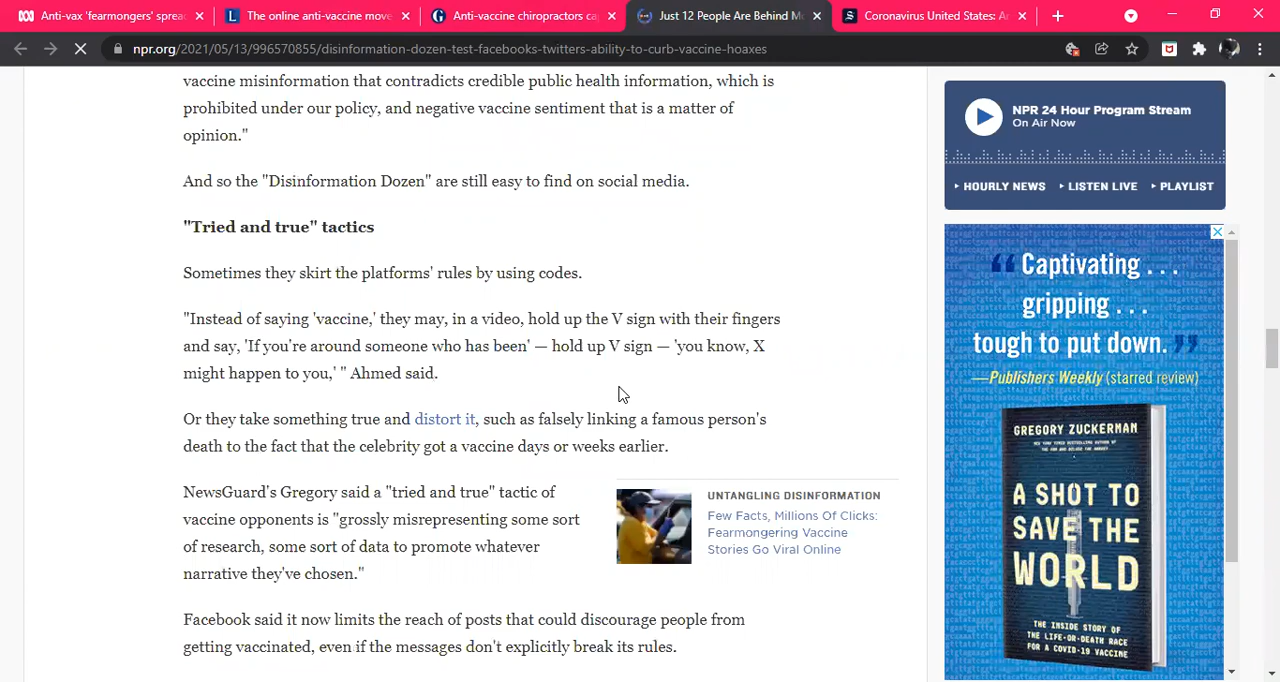 Anti-vax 'fearmongers' sprea
The online anti-vaccine move
Anti-vaccine chiropractors ca
Just 12 People Are Behind M
Coronavirus United States: Ar
npr.org/2021/05/13/996570855/disinformation-dozen-test-facebooks-twitters-ability-to-curb-vaccine-hoaxes
vaccine misinformation that contradicts credible public health information, which is
prohibited under our policy, and negative vaccine sentiment that is a matter of
opinion."
And so the "Disinformation Dozen" are still easy to find on social media.
"Tried and true" tactics
Sometimes they skirt the platforms' rules by using codes.
"Instead of saying 'vaccine,' they may, in a video, hold up the V sign with their fingers
and say, 'If you're around someone who has been' — hold up V sign — 'you know, X
might happen to you,' " Ahmed said.
Or they take something true and distort it, such as falsely linking a famous person's
death to the fact that the celebrity got a vaccine days or weeks earlier.
NewsGuard's Gregory said a "tried and true" tactic of
vaccine opponents is "grossly misrepresenting some sort
of research, some sort of data to promote whatever
narrative they've chosen."
UNTANGLING DISINFORMATION
Few Facts, Millions Of Clicks:
Fearmongering Vaccine
Stories Go Viral Online
Facebook said it now limits the reach of posts that could discourage people from
getting vaccinated, even if the messages don't explicitly break its rules.
NPR 24 Hour Program Stream
On Air Now
HOURLY NEWS
LISTEN LIVE
PLAYLIST
"Captivating . . .
gripping . . .
tough to put down."
—Publishers Weekly (starred review)
GREGORY ZUCKERMAN
A SHOT TO
SAVE THE
WORLD
THE INSIDE STORY OF
THE LIFE-OR-DEATH RACE
FOR A COVID-19 VACCINE